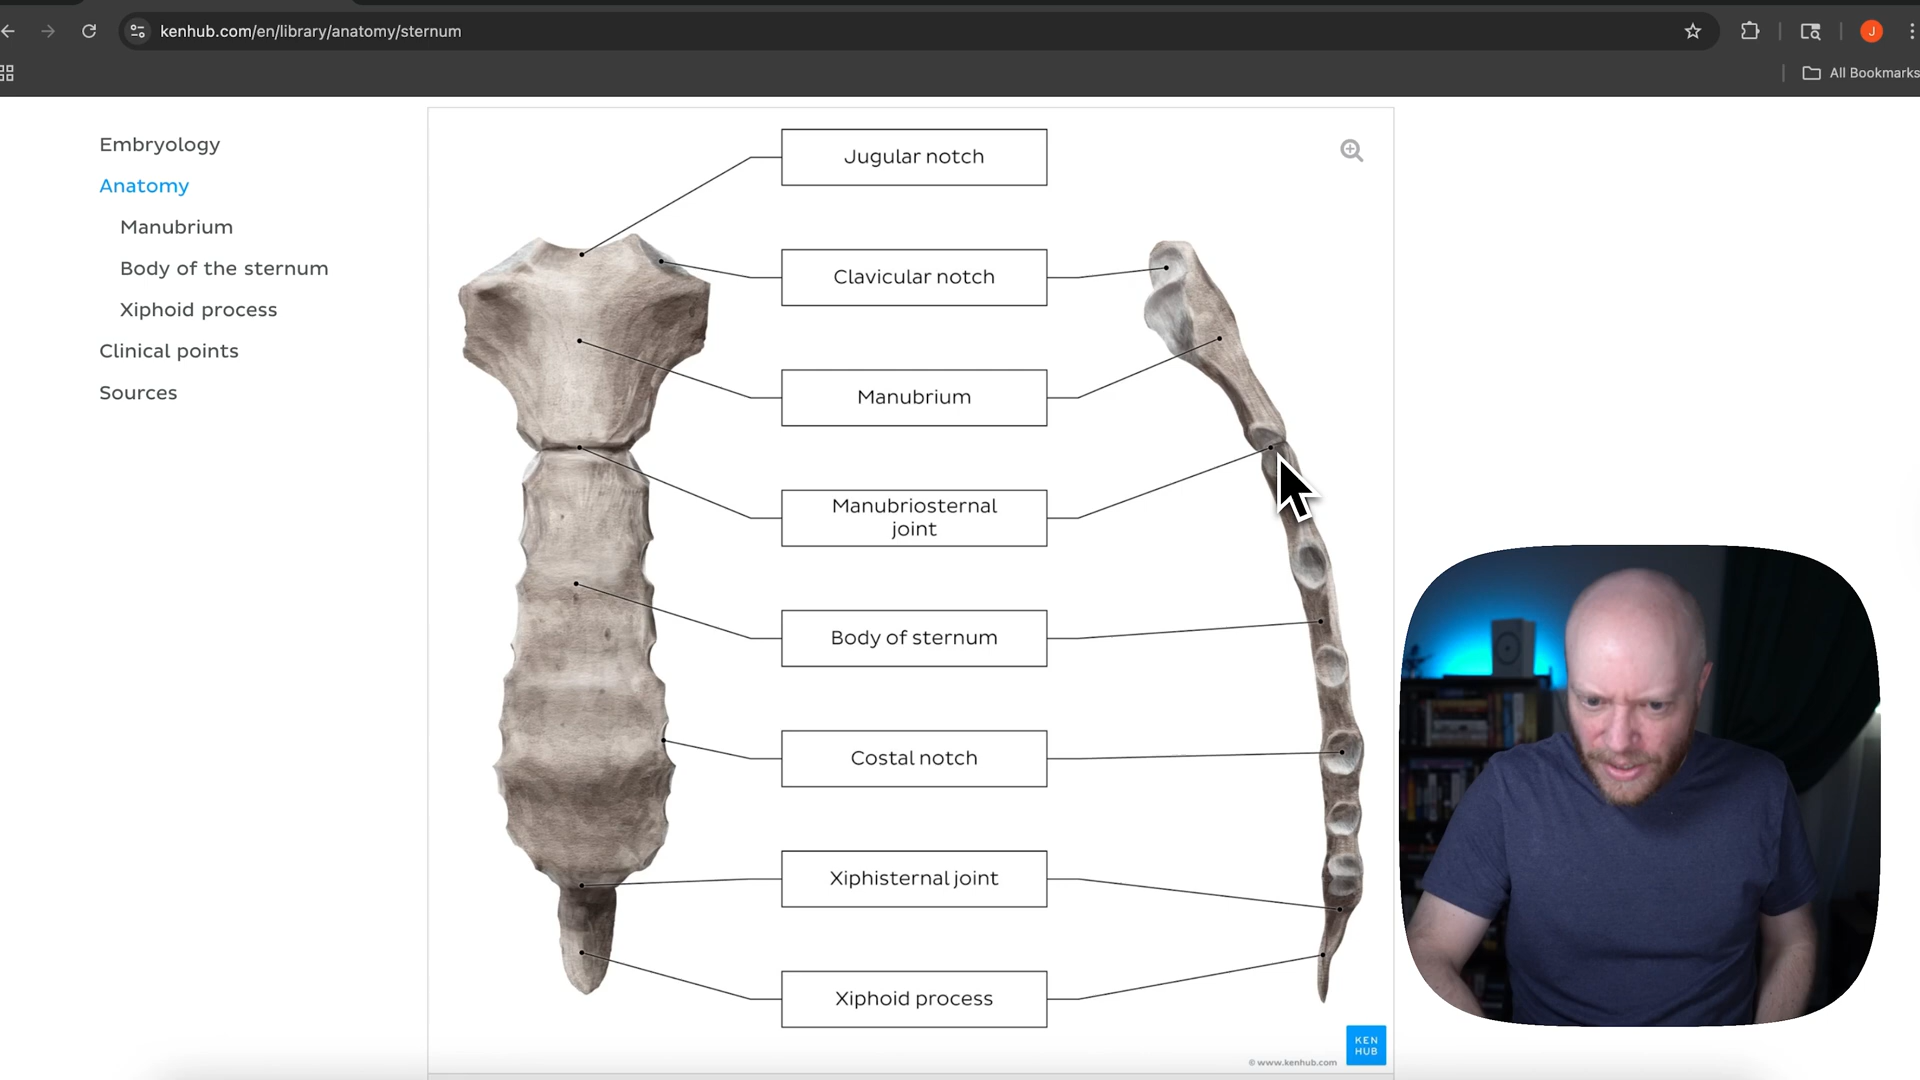 kenhub.com/en/library/anatomy/sternum
J
All Bookmarks
Embryology
Anatomy
Manubrium
Body of the sternum
Xiphoid process
Clinical points
Sources
Jugular notch
Clavicular notch
Manubrium
Manubriosternal
joint
Body of sternum
Costal notch
Xiphisternal joint
Xiphoid process
KEN
HUB
© www.kenhub.com